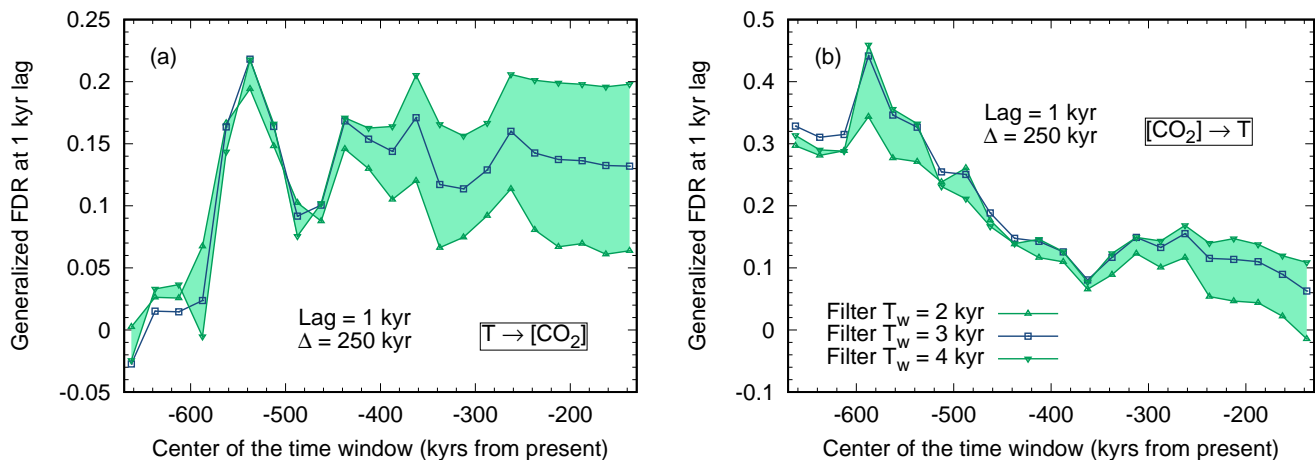 (a)
Generalized FDR at 1 kyr lag
0.25
0.2
0.15
0.1
0.05
0
-0.05
Lag = 1 kyr
Δ = 250 kyr
T → [CO₂]
-600 -500 -400 -300 -200
Center of the time window (kyrs from present)
(b)
Generalized FDR at 1 kyr lag
0.5
0.4
0.3
0.2
0.1
0
-0.1
Lag = 1 kyr
Δ = 250 kyr
[CO₂] → T
Filter T_w = 2 kyr
Filter T_w = 3 kyr
Filter T_w = 4 kyr
-600 -500 -400 -300 -200
Center of the time window (kyrs from present)